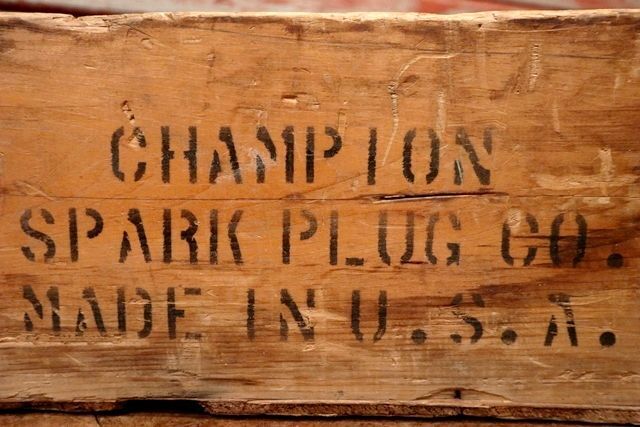 CHAMPION
SPARK PLUG CO.
MADE IN U.S.A.